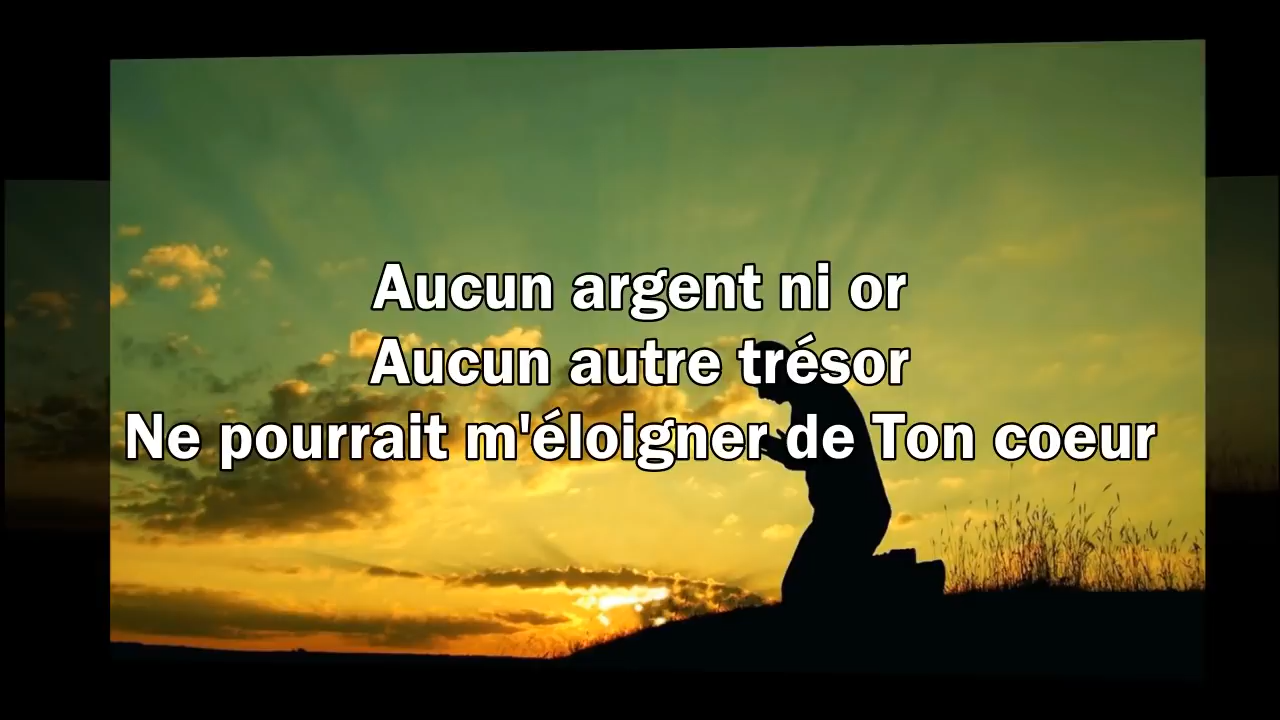 Aucun argent ni or
Aucun autre trésor
Ne pourrait m'éloigner de Ton coeur